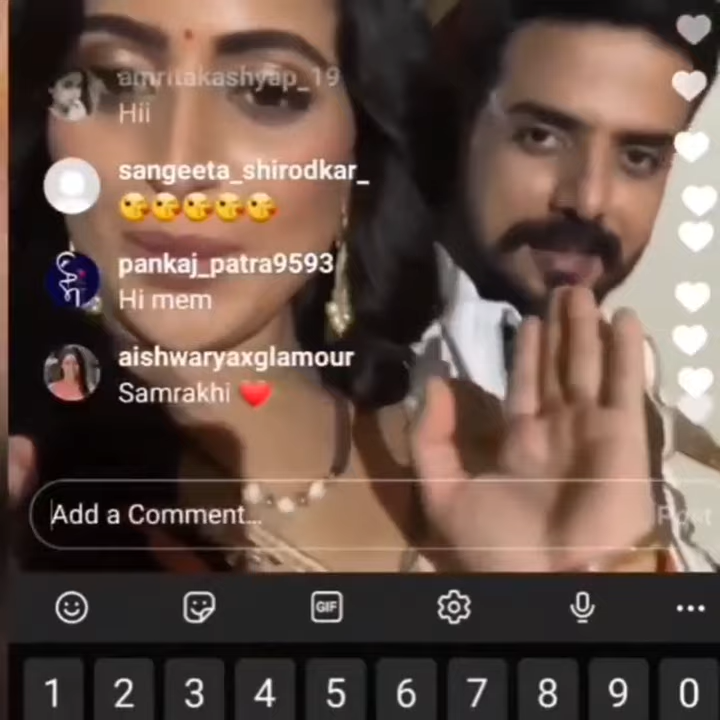 amritakashyap_19
Hii
sangeeta_shirodkar_
😘😘😘😘😘
pankaj_patra9593
Hi mem
aishwaryaxglamour
Samrakhi ❤️
Add a Comment... Post
GIF
1 2 3 4 5 6 7 8 9 0